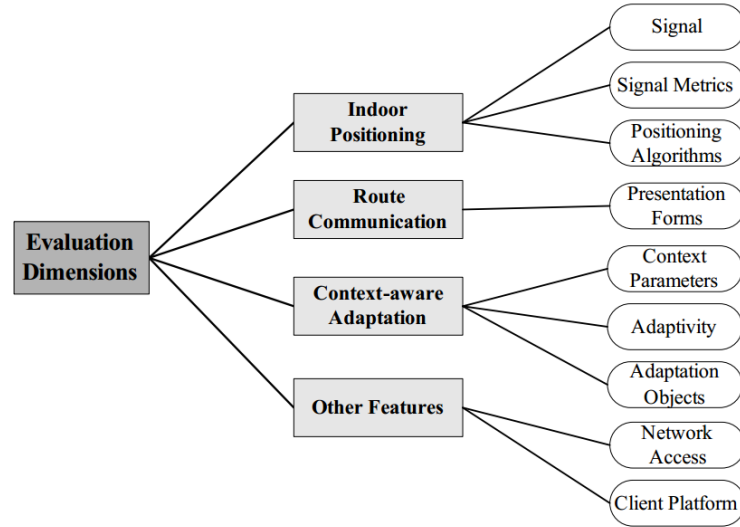 Evaluation
Dimensions
Indoor
Positioning
Route
Communication
Context-aware
Adaptation
Other Features
Signal
Signal Metrics
Positioning
Algorithms
Presentation
Forms
Context
Parameters
Adaptivity
Adaptation
Objects
Network
Access
Client Platform